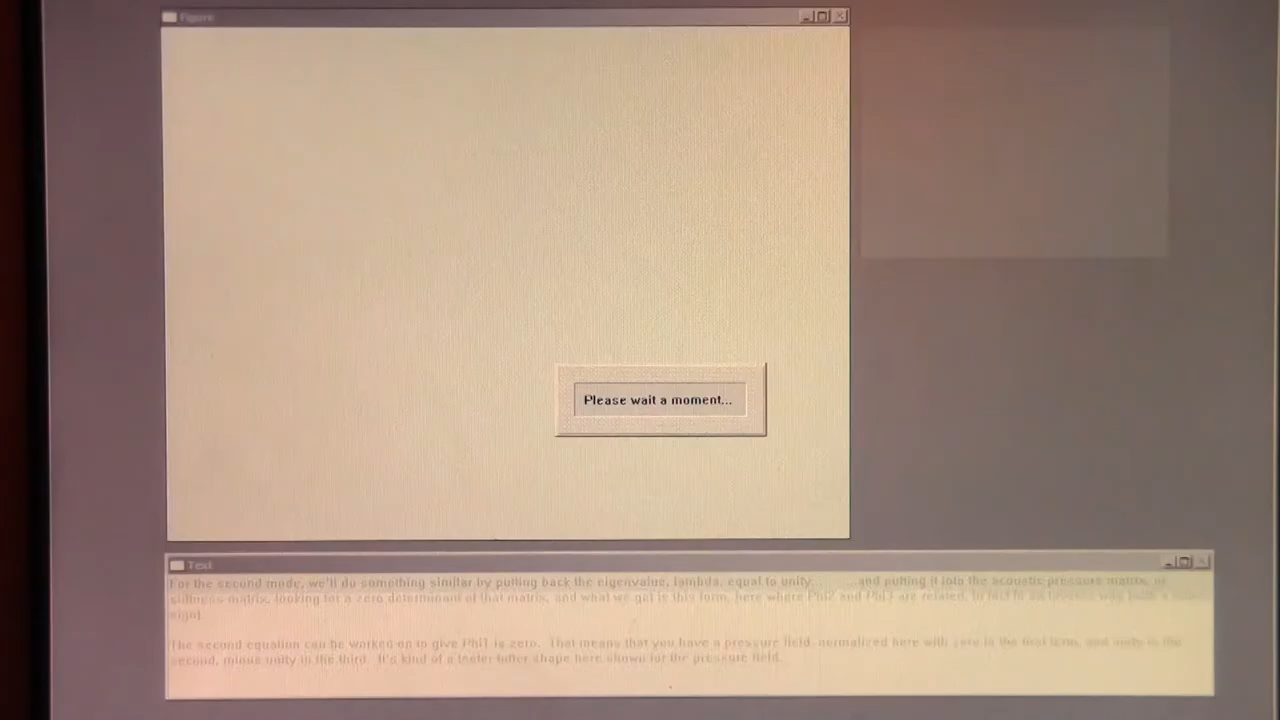 Figure
Please wait a moment...
Text
For the second mode, we'll do something similar by putting back the eigenvalue, lambda, equal to unity... ...and putting it into the acoustic pressure matrix, or
stiffness matrix, looking for a zero determinant of that matrix, and what we get is this form, here where Phi2 and Phi3 are related, in fact
sign).
The second equation can be worked on to give Phi1 is zero. That means that you have a pressure field normalized here with zero in the first term, and unity in the
second, minus unity in the third. It's kind of a teeter totter shape here shown for the pressure field.